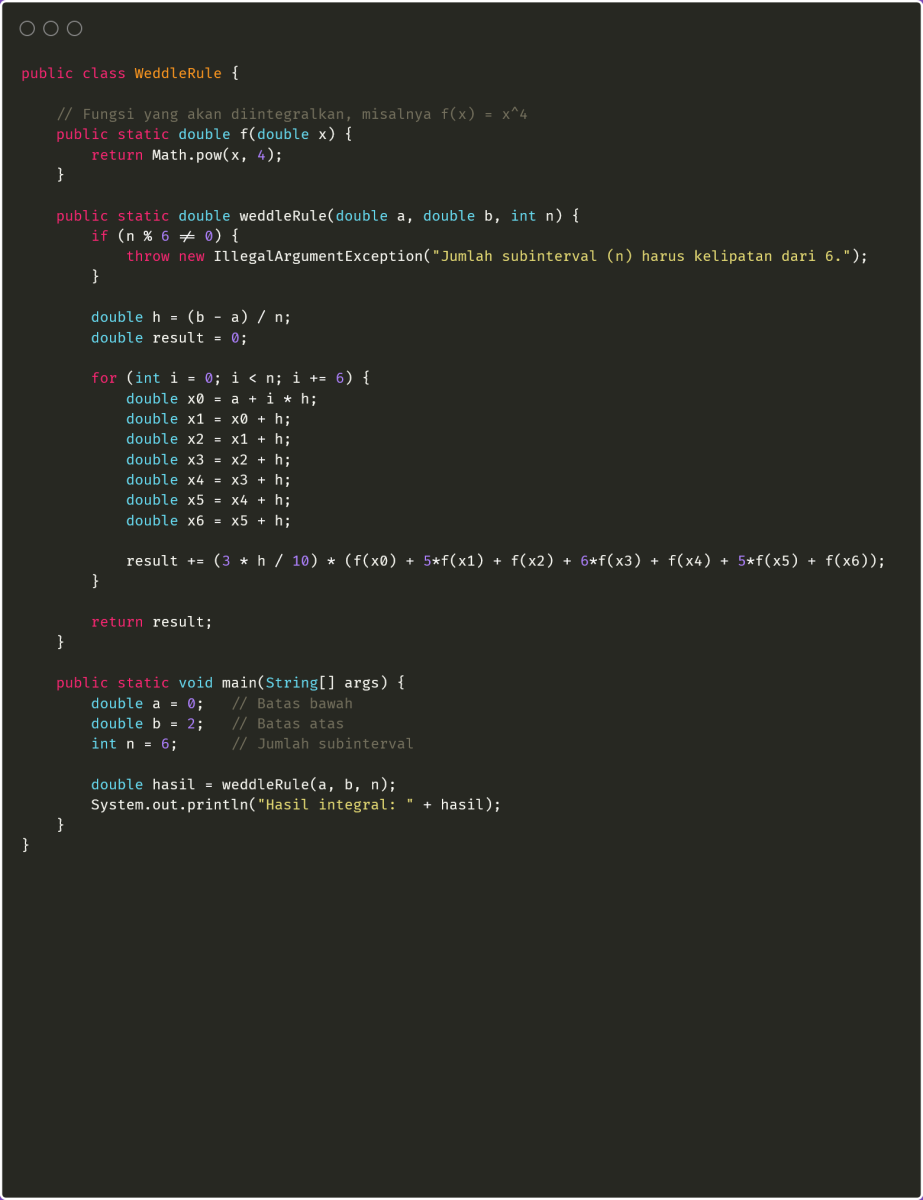 public class WeddleRule {
    // Fungsi yang akan diintegralkan, misalnya f(x) = x^4
    public static double f(double x) {
        return Math.pow(x, 4);
    }
    public static double weddleRule(double a, double b, int n) {
        if (n % 6 ≠ 0) {
            throw new IllegalArgumentException("Jumlah subinterval (n) harus kelipatan dari 6.");
        }
        double h = (b - a) / n;
        double result = 0;
        for (int i = 0; i < n; i += 6) {
            double x0 = a + i * h;
            double x1 = x0 + h;
            double x2 = x1 + h;
            double x3 = x2 + h;
            double x4 = x3 + h;
            double x5 = x4 + h;
            double x6 = x5 + h;
            result += (3 * h / 10) * (f(x0) + 5*f(x1) + f(x2) + 6*f(x3) + f(x4) + 5*f(x5) + f(x6));
        }
        return result;
    }
    public static void main(String[] args) {
        double a = 0;   // Batas bawah
        double b = 2;   // Batas atas
        int n = 6;      // Jumlah subinterval
        double hasil = weddleRule(a, b, n);
        System.out.println("Hasil integral: " + hasil);
    }
}